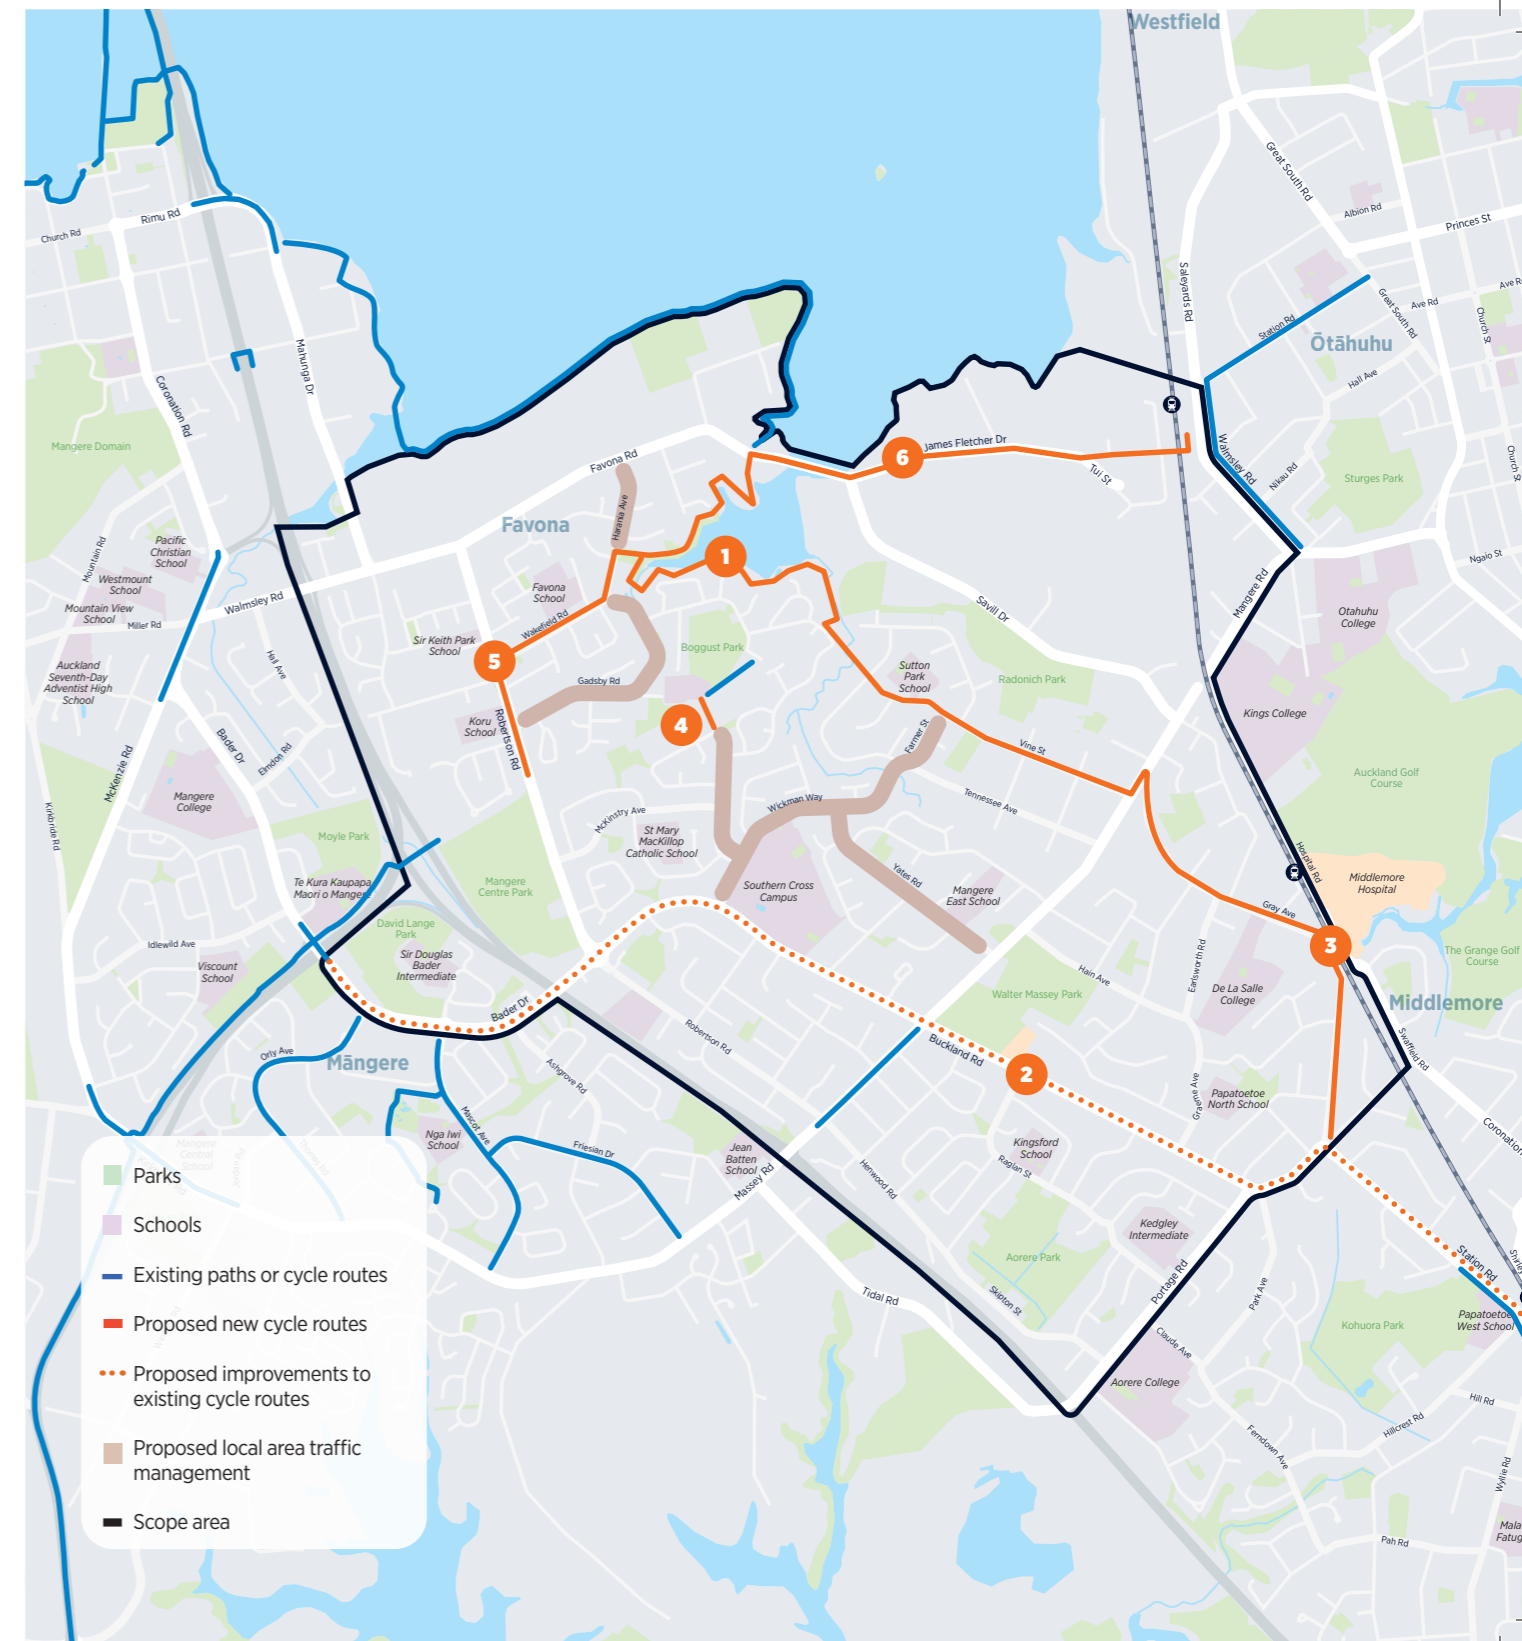 Westfield
Great South Rd
Albion Rd
Princes St
Rimu Rd
Church Rd
Saleyards Rd
Station Rd
Great South Rd
Ave Rd
Ave R
Church St
Ōtāhuhu
Hall Ave
Mahunga Dr
Coronation Rd
Mangere Domain
Favona Rd
6
James Fletcher Dr
Tui St
Walmsley Rd
Nikau Rd
Sturges Park
Church St
Harania Ave
Favona
Mountain Rd
Pacific
Christian
School
Westmount
School
Mountain View
School
Miller Rd
Walmsley Rd
1
Favona
School
Wakefield Rd
Savill Dr
Mangere Rd
Ngaio St
Otahuhu
College
Auckland
Seventh-Day
Adventist High
School
Hall Ave
Sir Keith Park
School
5
Boggust Park
Gadsby Rd
Sutton
Park
School
Radonich Park
Kings College
Koru
School
Robertson Rd
4
Farmer St
Vine St
Bader Dr
Elmdon Rd
McKenzie Rd
Mangere
College
Kirkbride Rd
Moyle Park
McKinstry Ave
Wickman Way
Tennessee Ave
Auckland Golf
Course
St Mary
MacKillop
Catholic School
Southern Cross
Campus
Yates Rd
Mangere
East School
Hospital Rd
Middlemore
Hospital
Te Kura Kaupapa
Maori o Mangere
Mangere
Centre Park
David Lange
Park
Gray Ave
3
Idlewild Ave
Viscount
School
Sir Douglas
Bader
Intermediate
Hain Ave
Earlsworth Rd
The Grange Golf
Course
De La Salle
College
Walter Massey Park
Middlemore
Bader Dr
Robertson Rd
Buckland Rd
2
Swaffield Rd
Orly Ave
Māngere
Ashgrove Rd
Graeme Ave
Papatoetoe
North School
Coronation
Mascot Ave
Nga Iwi
School
Friesian Dr
Jean
Batten
School
Massey Rd
Henwood Rd
Kingsford
School
Raglan St
Mangere
Central
School
Kedgley
Intermediate
Aorere Park
Portage Rd
Station Rd
Shirley
Tidal Rd
Skipton St
Park Ave
Kohuora Park
Papatoetoe
West School
Claude Ave
Aorere College
Hill Rd
Hillcrest Rd
Ferndown Ave
Wyllie Rd
Pah Rd
Mala
Fatug
Parks
Schools
Existing paths or cycle routes
Proposed new cycle routes
Proposed improvements to
existing cycle routes
Proposed local area traffic
management
Scope area